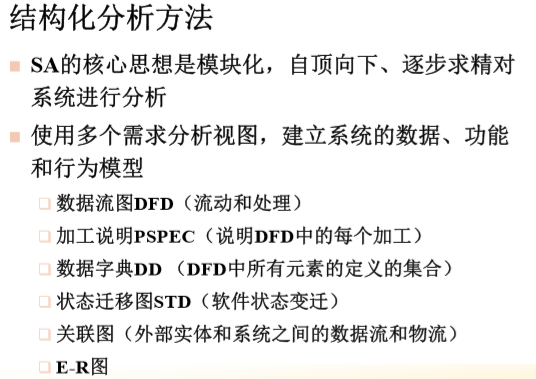 结构化分析方法
SA的核心思想是模块化，自顶向下、逐步求精对
系统进行分析
使用多个需求分析视图，建立系统的数据、功能
和行为模型
数据流图DFD（流动和处理）
加工说明PSPEC（说明DFD中的每个加工）
数据字典DD （DFD中所有元素的定义的集合）
状态迁移图STD（软件状态变迁）
关联图（外部实体和系统之间的数据流和物流）
E-R图